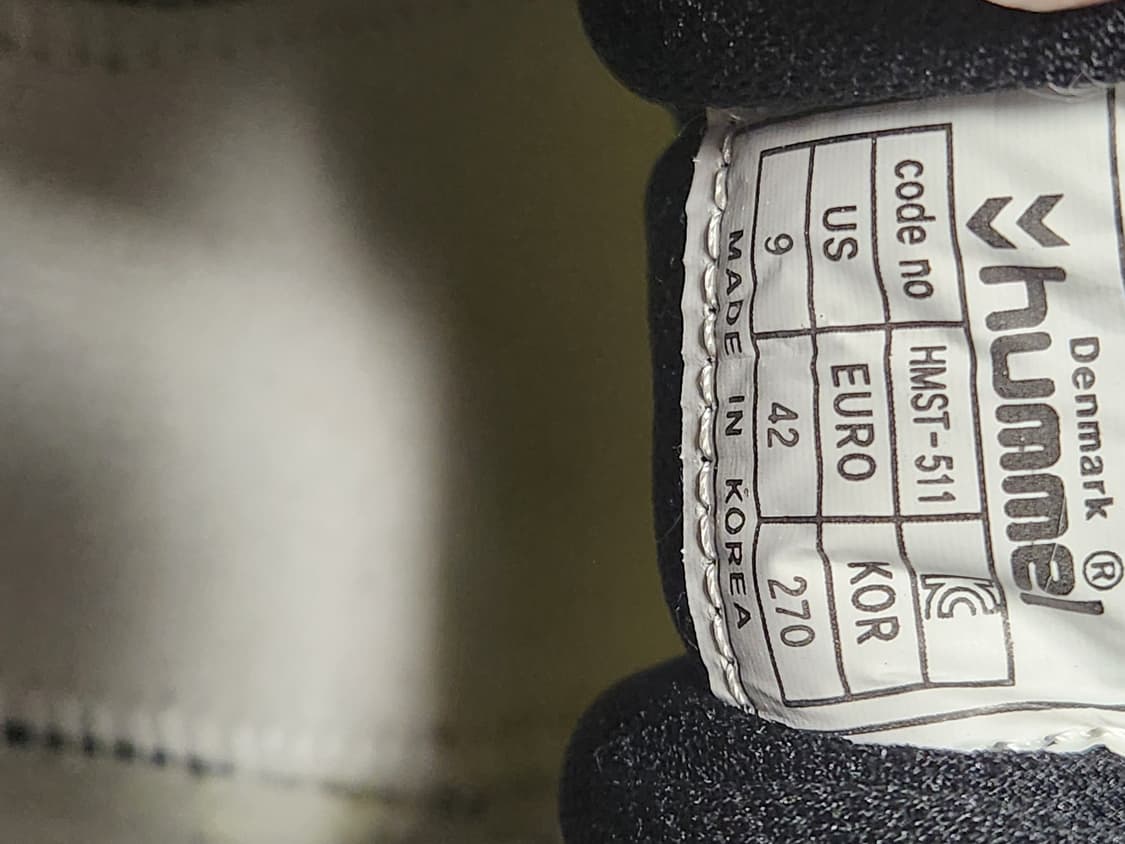 Denmark
hummel®
code no HMST-511
US EURO KOR
9 42 270
MADE IN KOREA